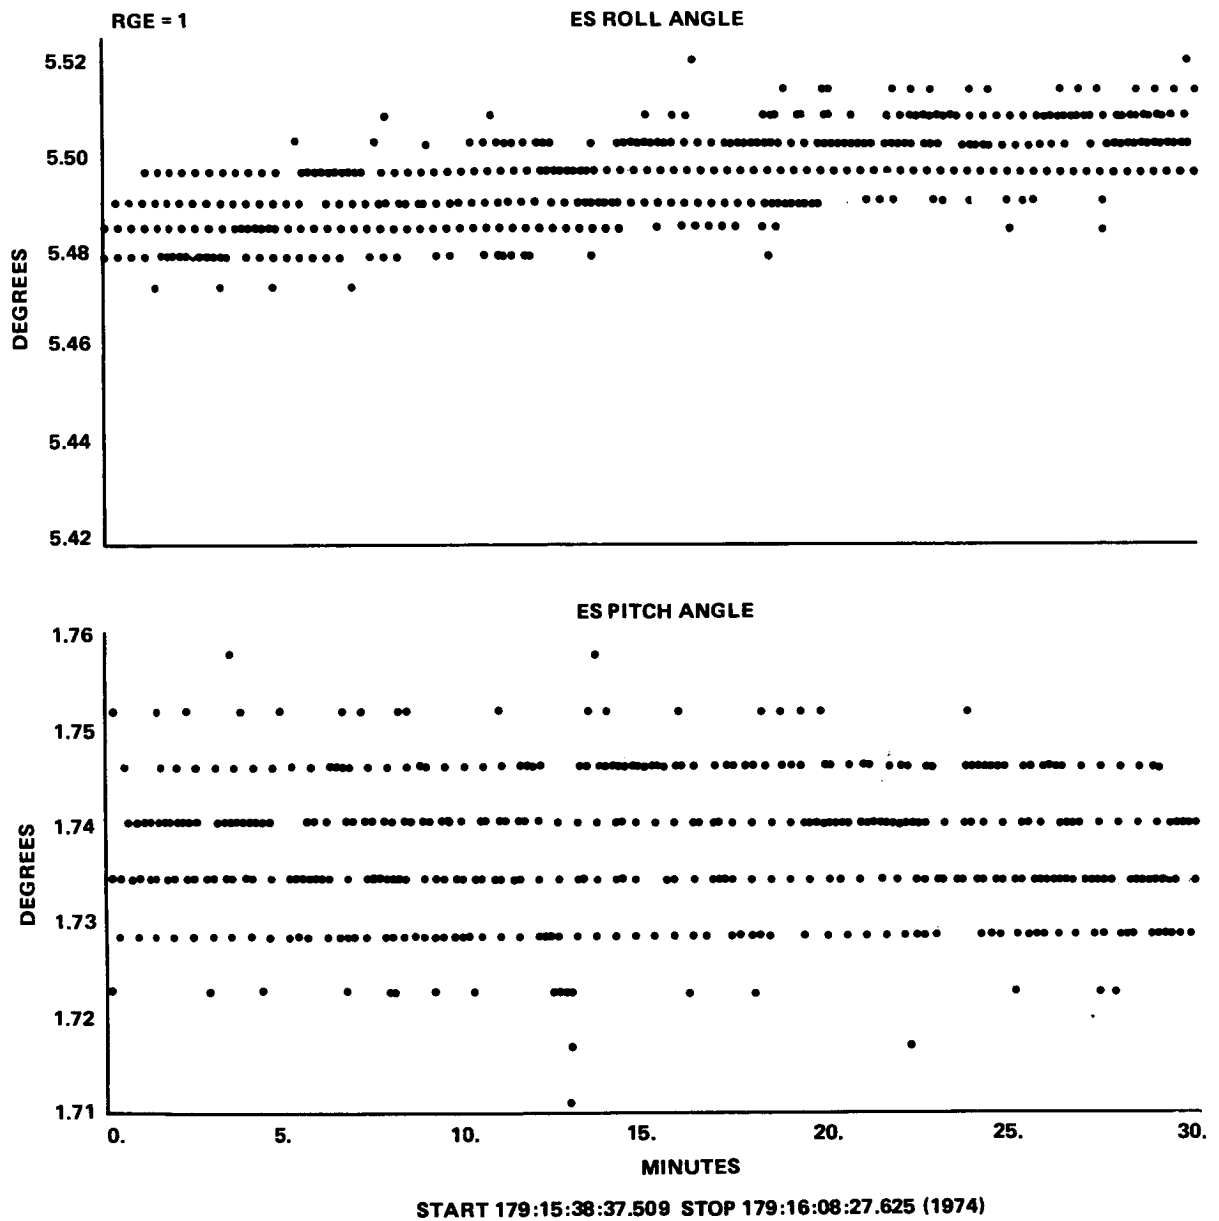 RGE = 1
ES ROLL ANGLE
5.52
5.50
5.48
5.46
5.44
5.42
DEGREES
ES PITCH ANGLE
1.76
1.75
1.74
1.73
1.72
1.71
DEGREES
0. 5. 10. 15. 20. 25. 30.
MINUTES
START 179:15:38:37.509 STOP 179:16:08:27.625 (1974)